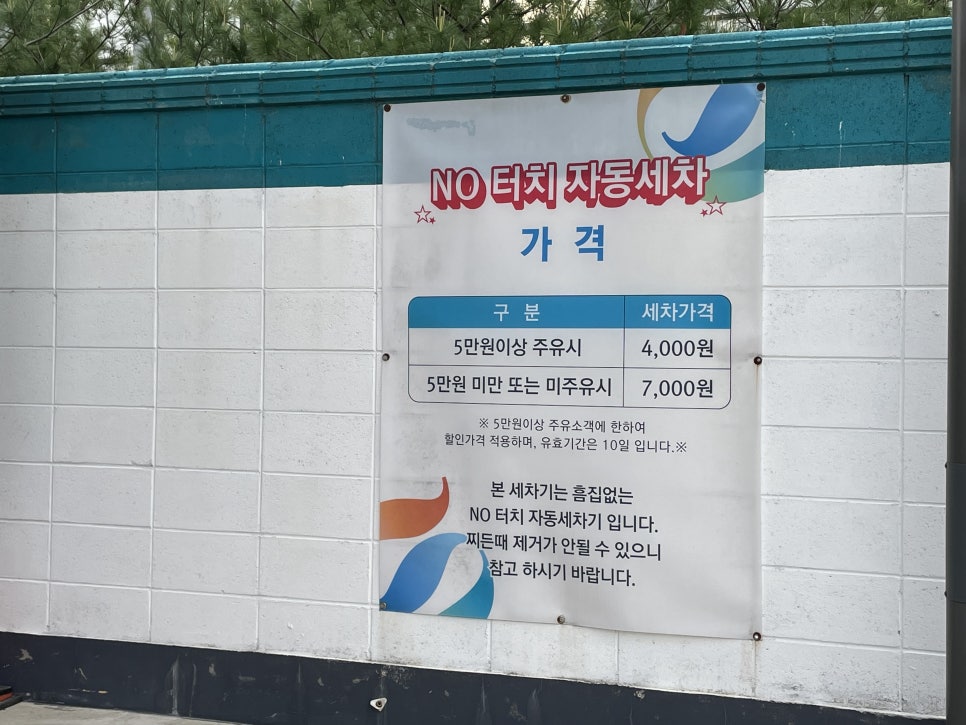 NO 터치 자동세차
가 격
구 분 세차가격
5만원이상 주유시 4,000원
5만원 미만 또는 미주유시 7,000원
※ 5만원이상 주유소객에 한하여
할인가격 적용하며, 유효기간은 10일 입니다.※
본 세차기는 흠집없는
NO 터치 자동세차기 입니다.
찌든때 제거가 안될 수 있으니
참고 하시기 바랍니다.